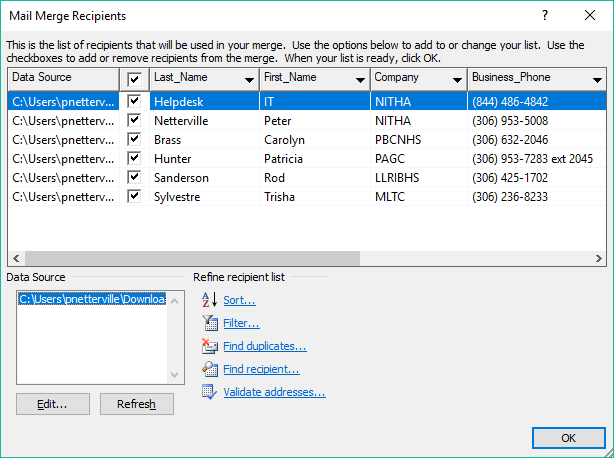 Mail Merge Recipients ? ×
This is the list of recipients that will be used in your merge. Use the options below to add to or change your list. Use the
checkboxes to add or remove recipients from the merge. When your list is ready, click OK.
Data Source Last_Name First_Name Company Business_Phone
C:\Users\pnetterv... Helpdesk IT NITHA (844) 486-4842
C:\Users\pnetterv... Netterville Peter NITHA (306) 953-5008
C:\Users\pnetterv... Brass Carolyn PBCNHS (306) 632-2046
C:\Users\pnetterv... Hunter Patricia PAGC (306) 953-7283 ext 2045
C:\Users\pnetterv... Sanderson Rod LLRIBHS (306) 425-1702
C:\Users\pnetterv... Sylvestre Trisha MLTC (306) 236-8233
Data Source Refine recipient list
C:\Users\pnetterville\Downloa
Sort...
Filter...
Find duplicates...
Find recipient...
Validate addresses...
Edit... Refresh
OK